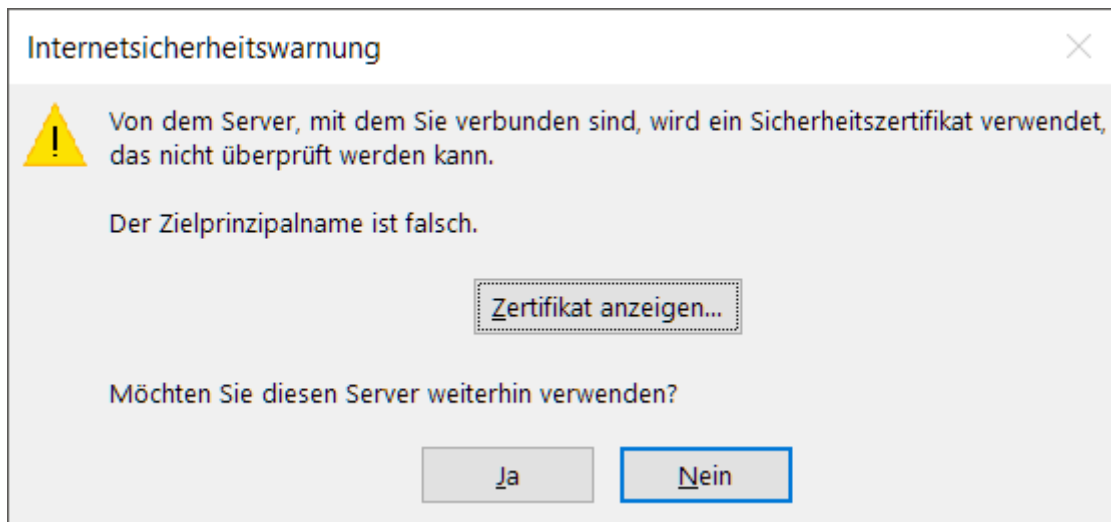 Internetsicherheitswarnung
Von dem Server, mit dem Sie verbunden sind, wird ein Sicherheitszertifikat verwendet,
das nicht überprüft werden kann.
Der Zielprinzipalname ist falsch.
Zertifikat anzeigen...
Möchten Sie diesen Server weiterhin verwenden?
Ja
Nein